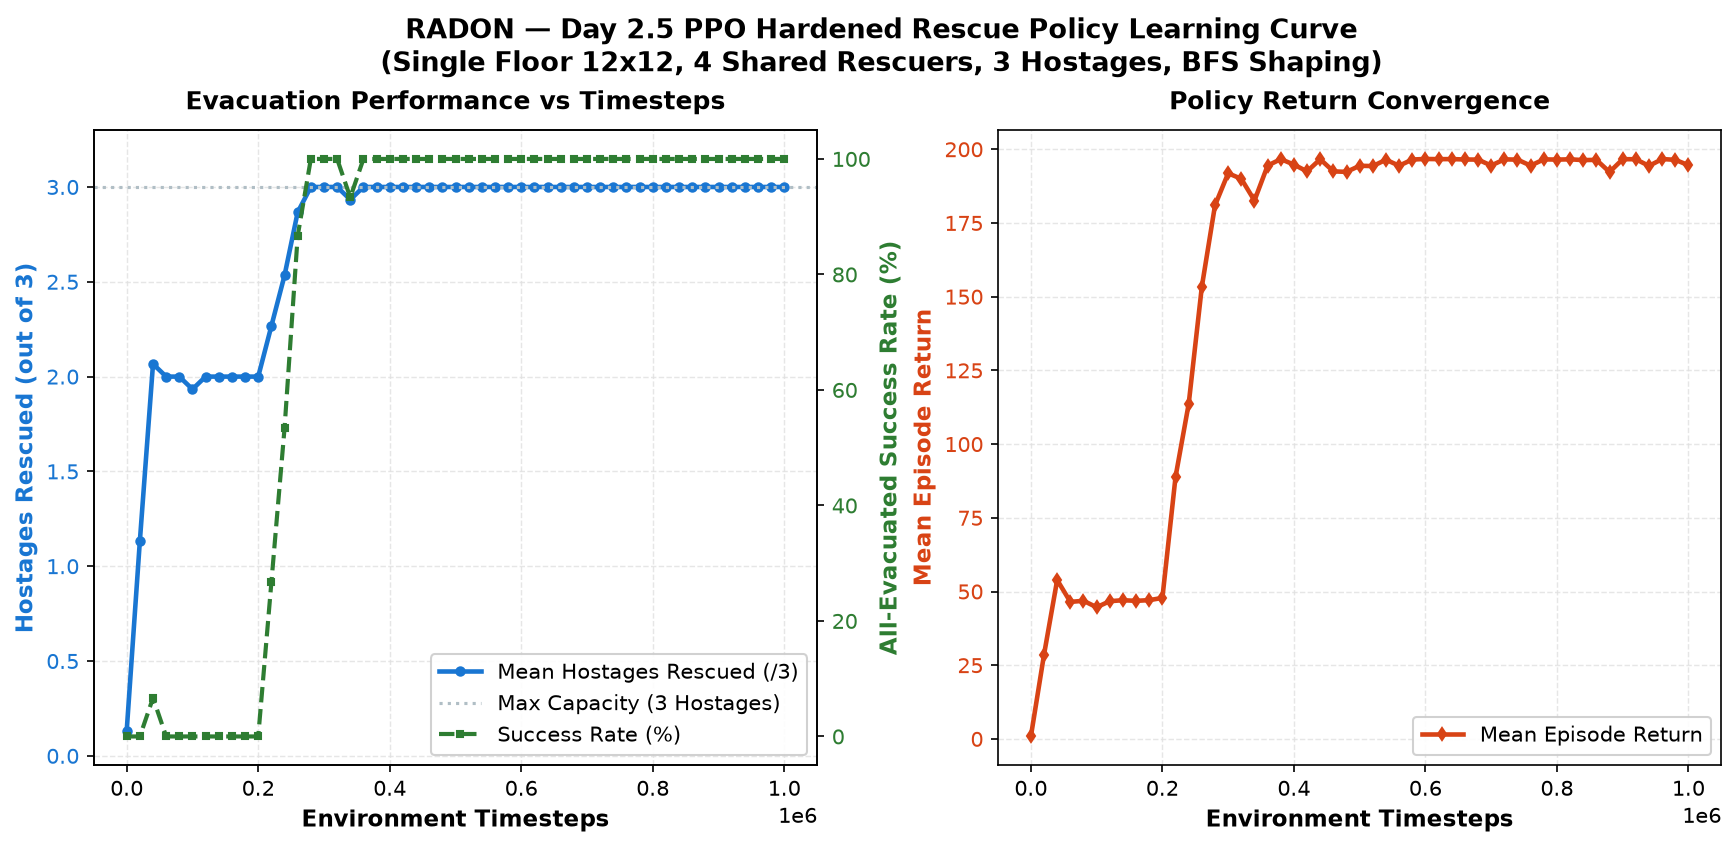 RADON — Day 2.5 PPO Hardened Rescue Policy Learning Curve
(Single Floor 12x12, 4 Shared Rescuers, 3 Hostages, BFS Shaping)
Evacuation Performance vs Timesteps
Hostages Rescued (out of 3)
3.0
2.5
2.0
1.5
1.0
0.5
0.0
100
80
60
40
20
0
All-Evacuated Success Rate (%)
Mean Hostages Rescued (/3)
Max Capacity (3 Hostages)
Success Rate (%)
0.0 0.2 0.4 0.6 0.8 1.0
1e6
Environment Timesteps
Policy Return Convergence
Mean Episode Return
200
175
150
125
100
75
50
25
0
Mean Episode Return
0.0 0.2 0.4 0.6 0.8 1.0
1e6
Environment Timesteps